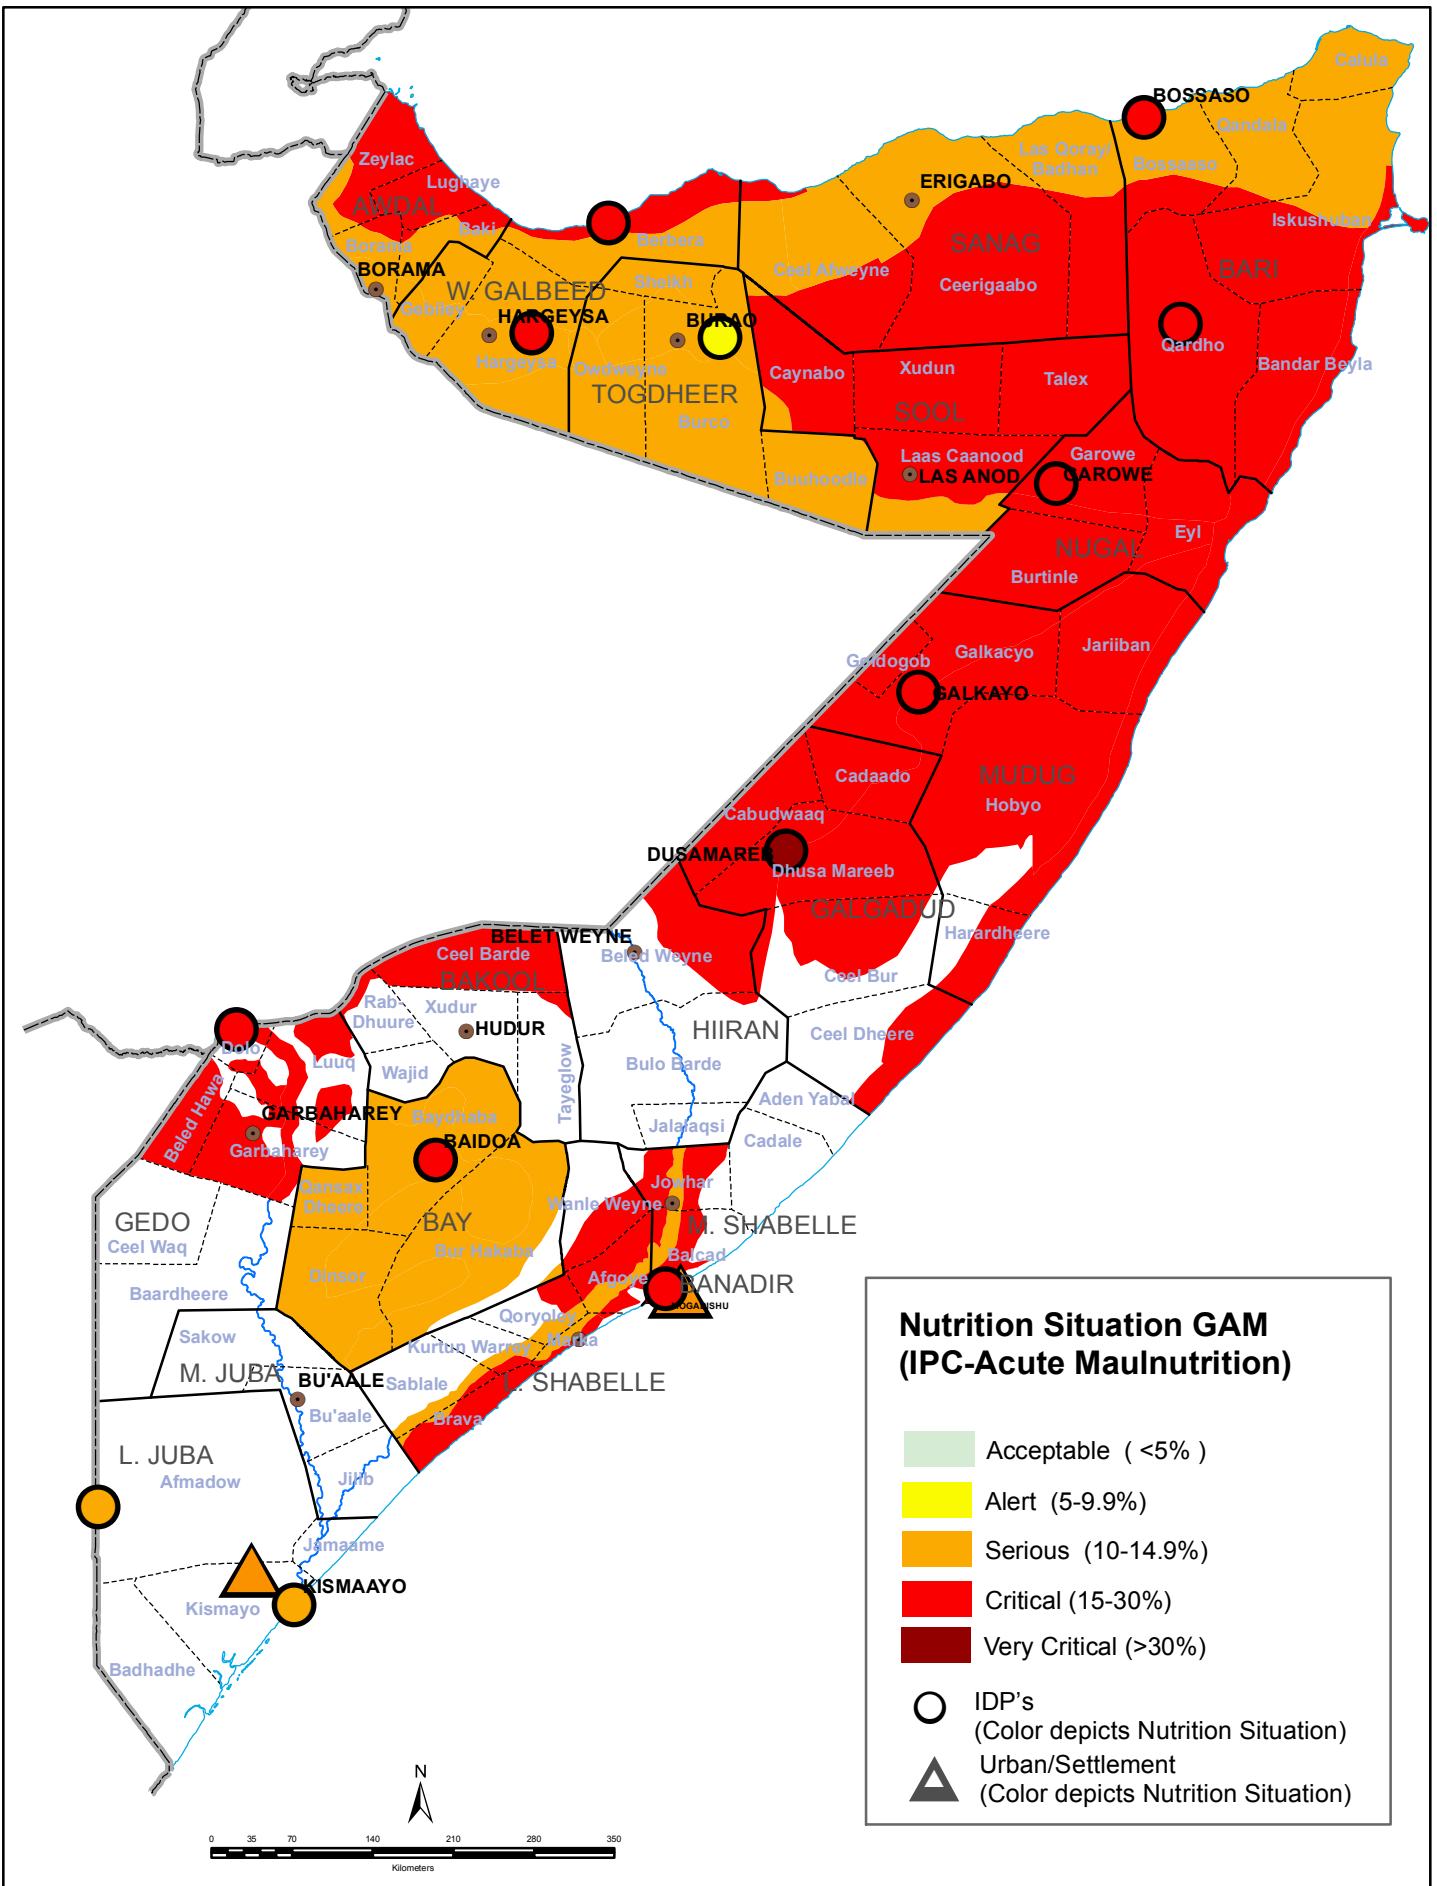 Calula
BOSSASO
Qandala
Las Qorayi
Badhan
Bossaaso
Zeylac
Lughaye
ERIGABO
AWDAL
Iskushuban
Baki
Borama
Berbera
SANAG
BORAMA
Ceel Afweyne
BARI
Sheikh
Ceerigaabo
W. GALBEED
Gebiley
HARGEYSA
BURAO
Qardho
Hargeysa
Owdweyne
Caynabo
Xudun
Talex
Bandar Beyla
TOGDHEER
SOOL
Burco
Laas Caanood
Garowe
Buuhoodle
LAS ANOD
GAROWE
Eyl
NUGAL
Burtinle
Jariiban
Galkacyo
Goldogob
GALKAYO
Cadaado
MUDUG
Hobyo
Cabudwaaq
DUSAMAREB
Dhusa Mareeb
GALGADUD
Harardheere
BELET WEYNE
Beled Weyne
Ceel Barde
BAKOOL
Ceel Bur
Rab-
Dhuure
Xudur
HUDUR
HIIRAN
Ceel Dheere
Dolo
Luuq
Wajid
Tayeglow
Bulo Barde
Aden Yabal
Beled Hawa
GARBAHAREY
Baydhaba
Jalalaqsi
Cadale
Garbaharey
BAIDOA
Qansax
Dheere
Jowhar
Wanle Weyne
GEDO
Ceel Waq
BAY
Bur Hakaba
M. SHABELLE
Balcad
Dinsor
Afgoye
BANADIR
MOGADISHU
Baardheere
Qoryoley
Sakow
Kurtun Warrey
Marka
M. JUBA
BU'AALE
Sablale
L. SHABELLE
Bu'aale
Brava
L. JUBA
Afmadow
Jilib
Jamaame
KISMAAYO
Kismayo
Badhadhe
Nutrition Situation GAM
(IPC-Acute Maulnutrition)
Acceptable ( <5% )
Alert (5-9.9%)
Serious (10-14.9%)
Critical (15-30%)
Very Critical (>30%)
IDP's
(Color depicts Nutrition Situation)
Urban/Settlement
(Color depicts Nutrition Situation)
N
0 35 70 140 210 280 350
Kilometers